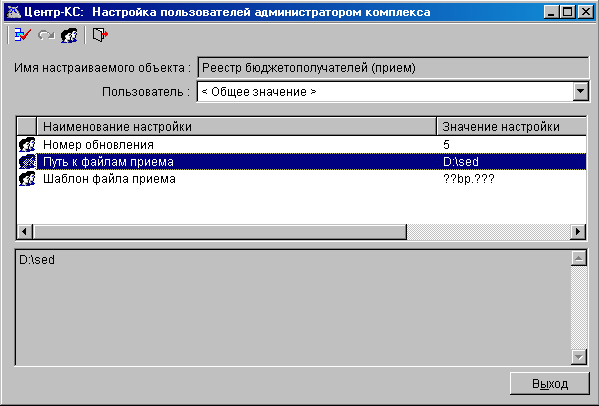 Центр-КС: Настройка пользователей администратором комплекса
Имя настраиваемого объекта : Реестр бюджетополучателей (прием)
Пользователь : < Общее значение >
Наименование настройки Значение настройки
Номер обновления 5
Путь к файлам приема D:\sed
Шаблон файла приема ??bp.???
D:\sed
Выход